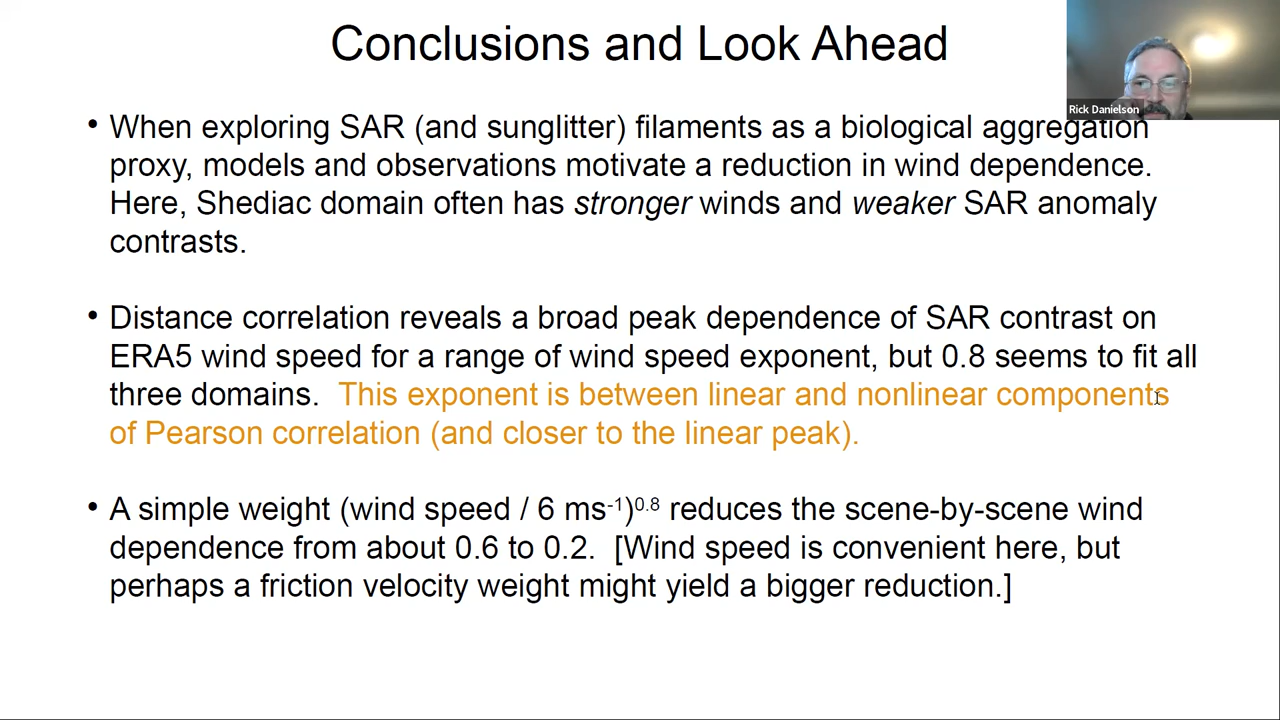 Conclusions and Look Ahead
Rick Danielson
• When exploring SAR (and sunglitter) filaments as a biological aggregation
proxy, models and observations motivate a reduction in wind dependence.
Here, Shediac domain often has stronger winds and weaker SAR anomaly
contrasts.
• Distance correlation reveals a broad peak dependence of SAR contrast on
ERA5 wind speed for a range of wind speed exponent, but 0.8 seems to fit all
three domains. This exponent is between linear and nonlinear components
of Pearson correlation (and closer to the linear peak).
• A simple weight (wind speed / 6 ms⁻¹)⁰·⁸ reduces the scene-by-scene wind
dependence from about 0.6 to 0.2. [Wind speed is convenient here, but
perhaps a friction velocity weight might yield a bigger reduction.]